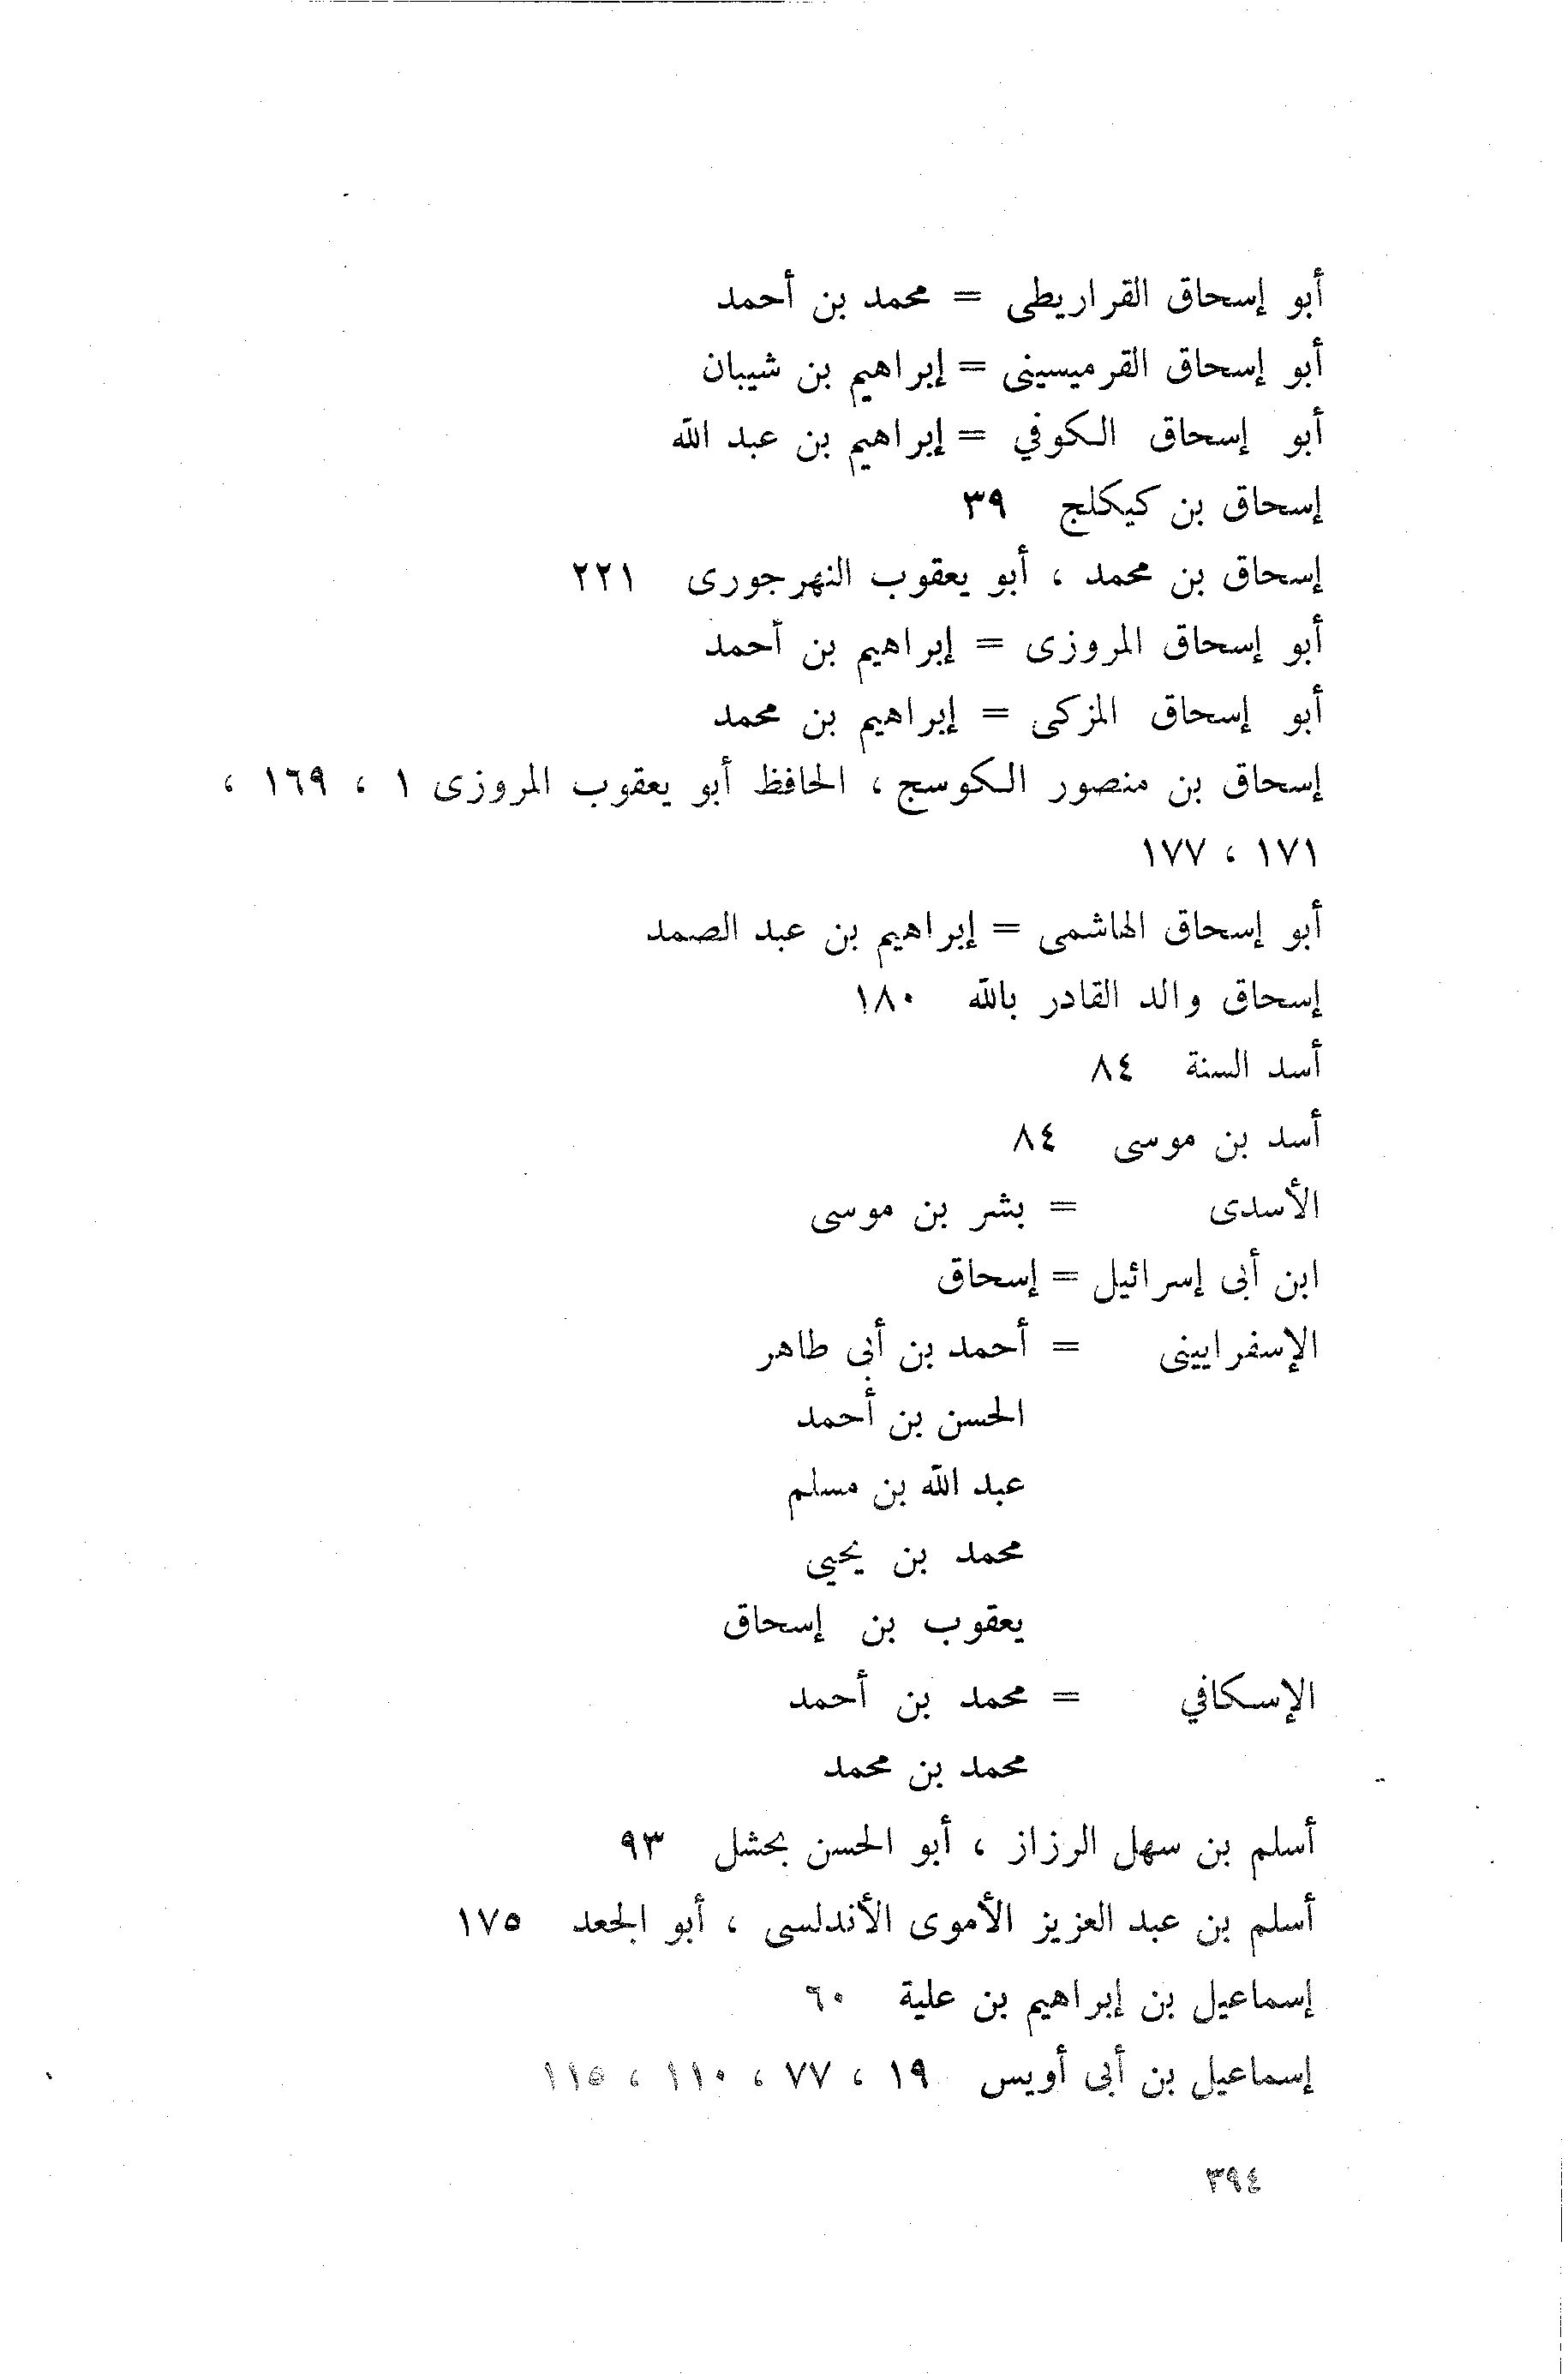 أبو إسحاق القراريطى = محمد بن أحمد
أبو إسحاق القرميسينى = إبراهيم بن شيبان
أبو إسحاق الكوفي = إبراهيم بن عبد الله
إسحاق بن كيكلج ٣٩
إسحاق بن محمد ، أبو يعقوب النهرجورى ٢٢١
أبو إسحاق المروزى = إبراهيم بن أحمد
أبو إسحاق المزكى = إبراهيم بن محمد
إسحاق بن منصور الكوسج ، الحافظ أبو يعقوب المروزى ١ ، ١٦٩ ،
١٧١ ، ١٧٧
أبو إسحاق الهاشمى = إبراهيم بن عبد الصمد
إسحاق والد القادر بالله ١٨٠
أسد السنة ٨٤
أسد بن موسى ٨٤
الأسدى = بشر بن موسى
ابن أبى إسرائيل = إسحاق
الإسفرايينى = أحمد بن أبى طاهر
الحسن بن أحمد
عبد الله بن مسلم
محمد بن يحيى
يعقوب بن إسحاق
الإسكافي = محمد بن أحمد
محمد بن محمد
أسلم بن سهل الرزاز ، أبو الحسن بحشل ٩٣
أسلم بن عبد العزيز الأموى الأندلسى ، أبو الجعد ١٧٥
إسماعيل بن إبراهيم بن علية ٦٠
إسماعيل بن أبى أويس ١٩ ، ٧٧ ، ١١٠ ، ١١٥
٣٩٤